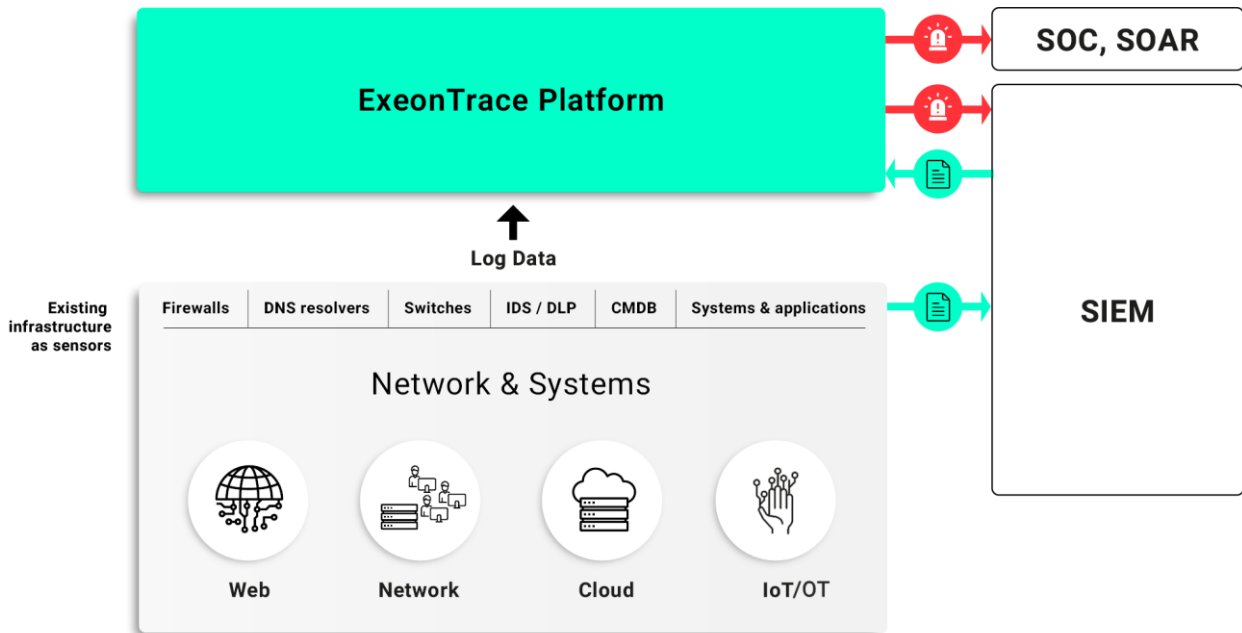 ExeonTrace Platform
SOC, SOAR
SIEM
Log Data
Existing
infrastructure
as sensors
Firewalls
DNS resolvers
Switches
IDS / DLP
CMDB
Systems & applications
Network & Systems
Web
Network
Cloud
IoT/OT